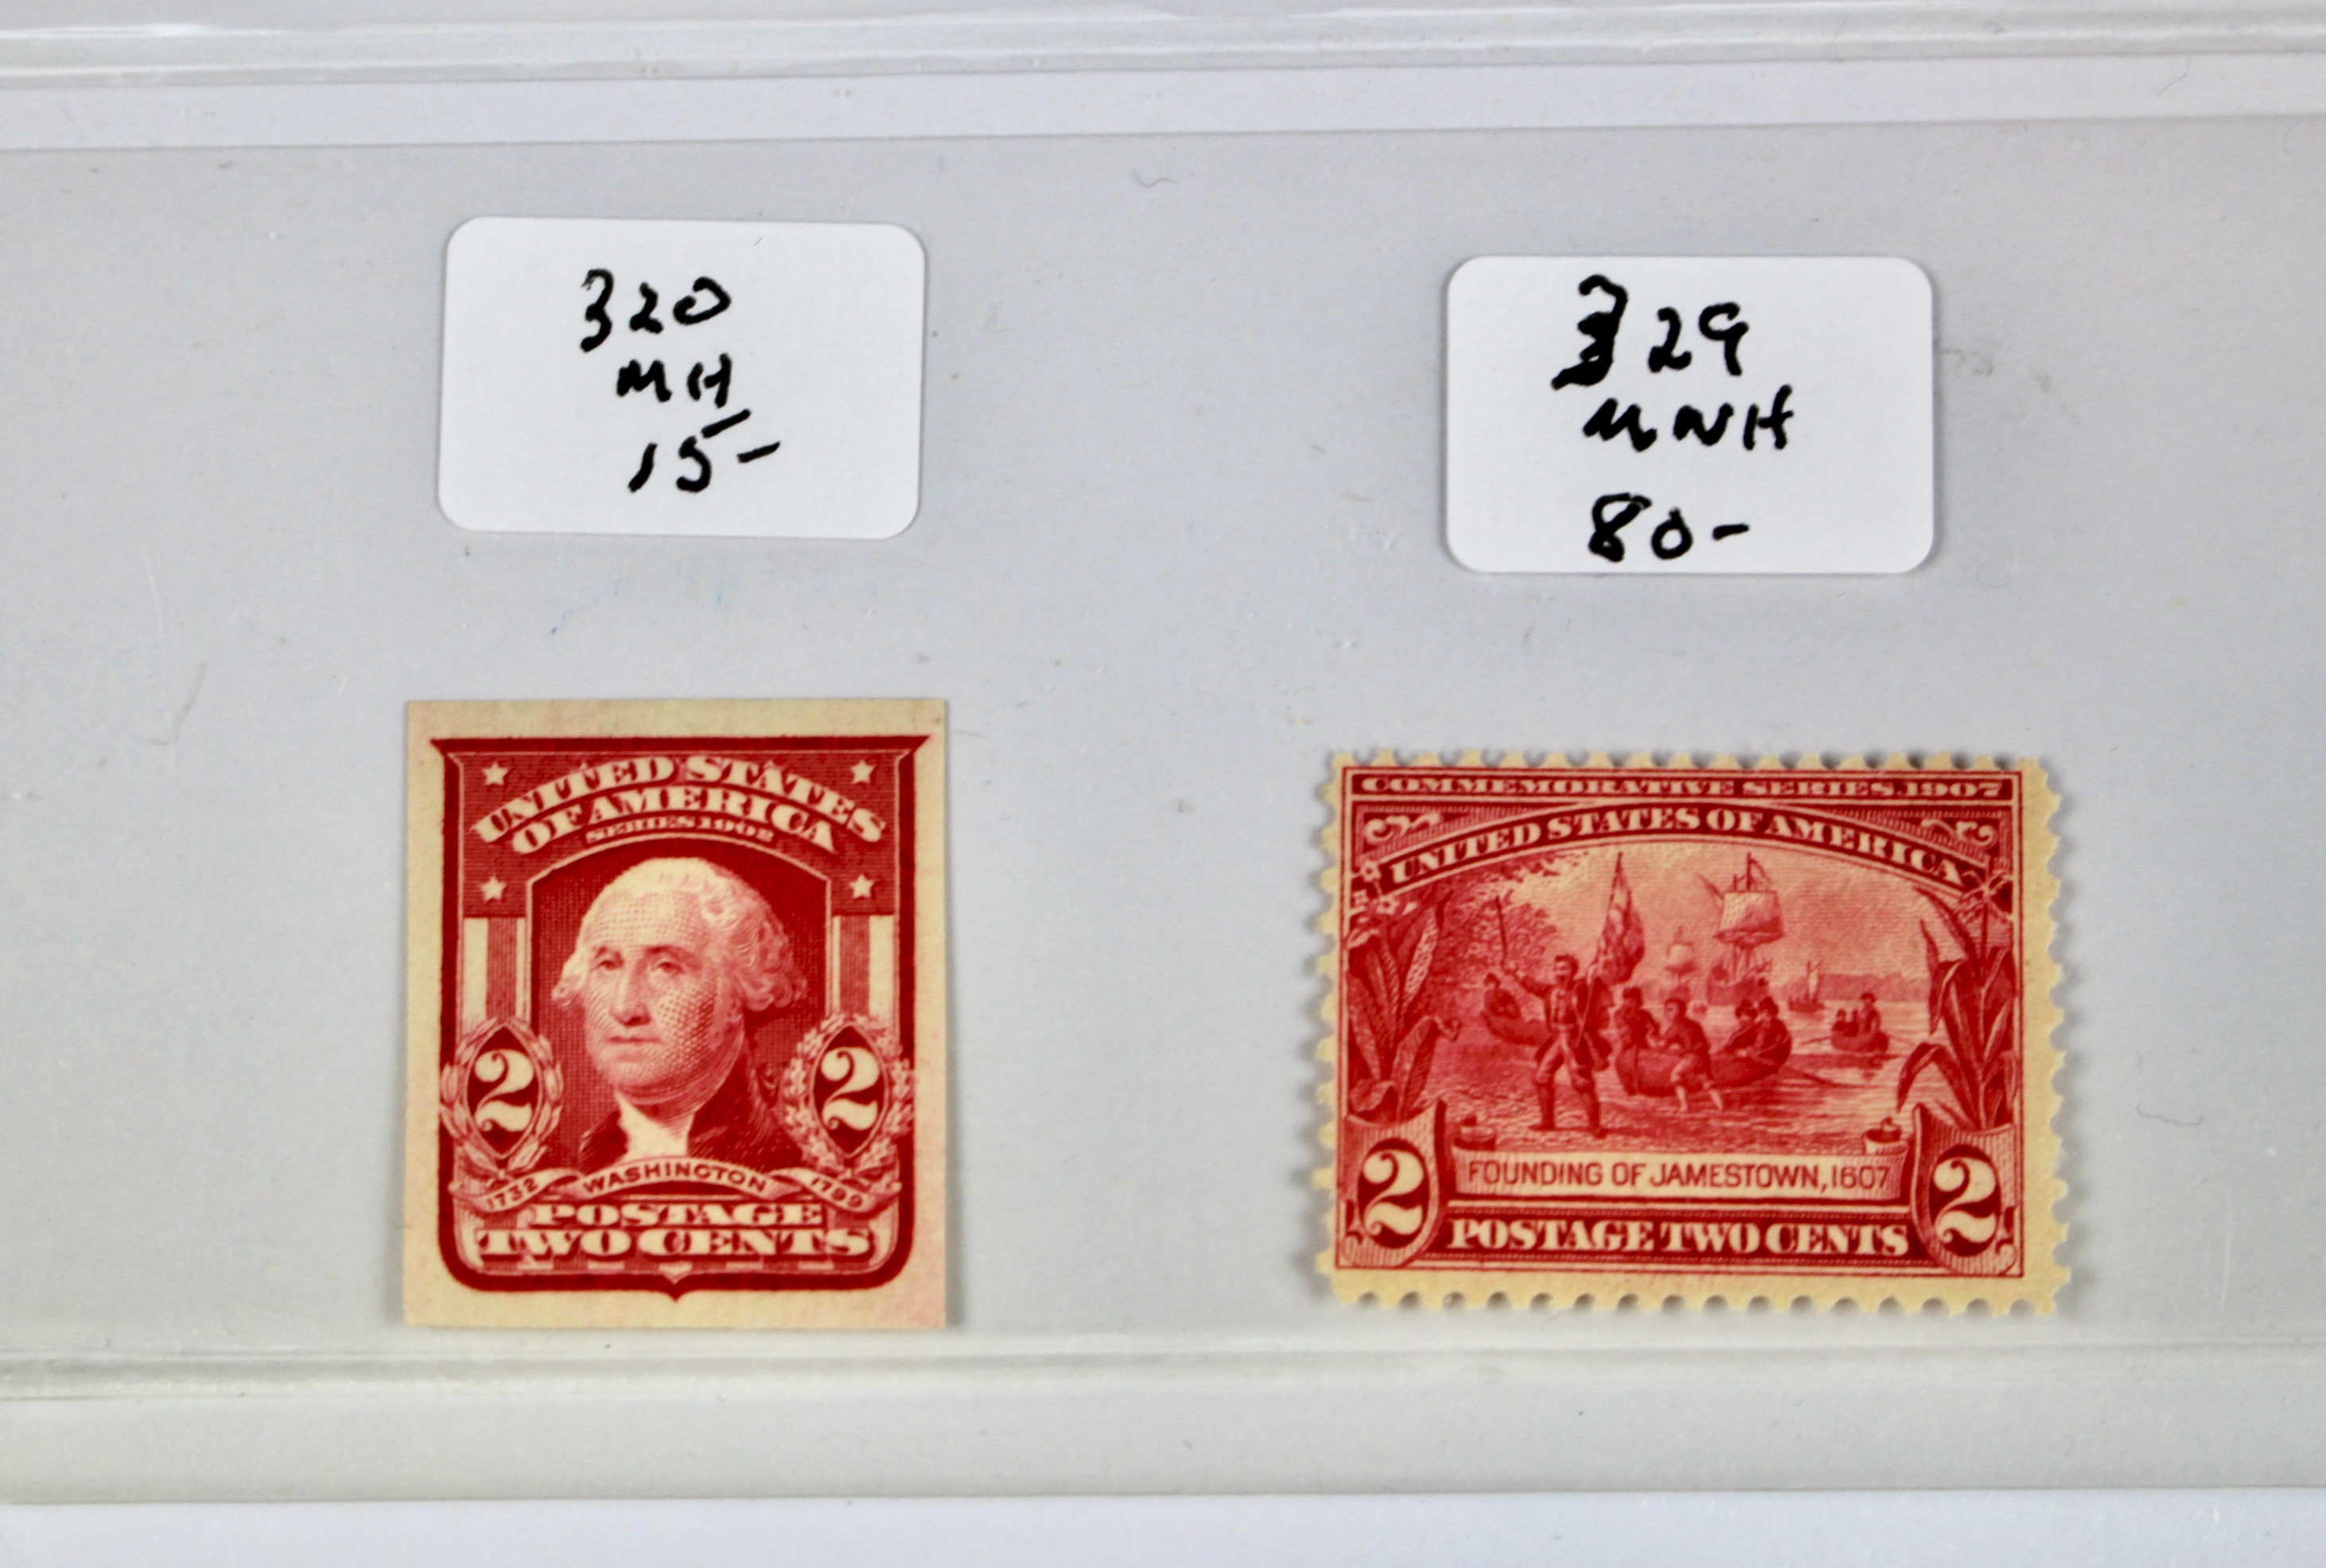 320
MH
15-
329
MNH
80-
UNITED STATES
OF AMERICA
SERIES 1902
2 2
1732 WASHINGTON 1799
POSTAGE
TWO CENTS
COMMEMORATIVE SERIES, 1907
UNITED STATES OF AMERICA
2 FOUNDING OF JAMESTOWN, 1607 2
POSTAGE TWO CENTS